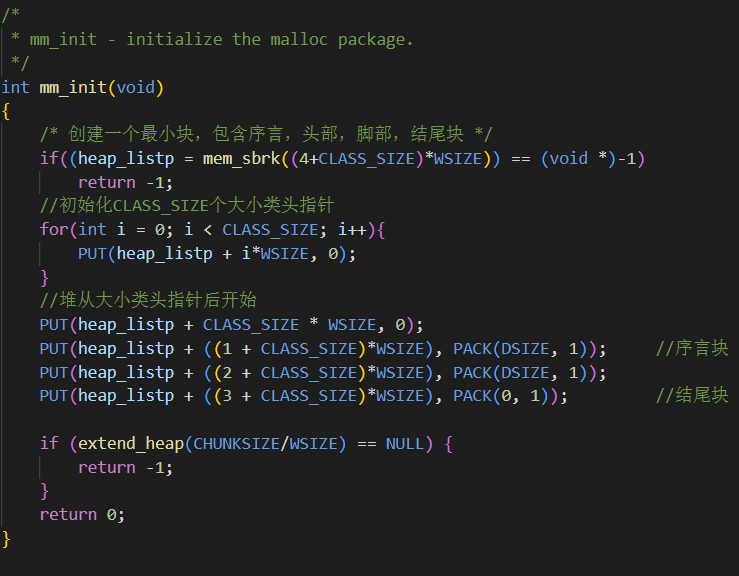 /*
 * mm_init - initialize the malloc package.
 */
int mm_init(void)
{
    /* 创建一个最小块，包含序言，头部，脚部，结尾块 */
    if((heap_listp = mem_sbrk((4+CLASS_SIZE)*WSIZE)) == (void *)-1)
        return -1;
    //初始化CLASS_SIZE个大小类头指针
    for(int i = 0; i < CLASS_SIZE; i++){
        PUT(heap_listp + i*WSIZE, 0);
    }
    //堆从大小类头指针后开始
    PUT(heap_listp + CLASS_SIZE * WSIZE, 0);
    PUT(heap_listp + ((1 + CLASS_SIZE)*WSIZE), PACK(DSIZE, 1));     //序言块
    PUT(heap_listp + ((2 + CLASS_SIZE)*WSIZE), PACK(DSIZE, 1));
    PUT(heap_listp + ((3 + CLASS_SIZE)*WSIZE), PACK(0, 1));         //结尾块

    if (extend_heap(CHUNKSIZE/WSIZE) == NULL) {
        return -1;
    }
    return 0;
}